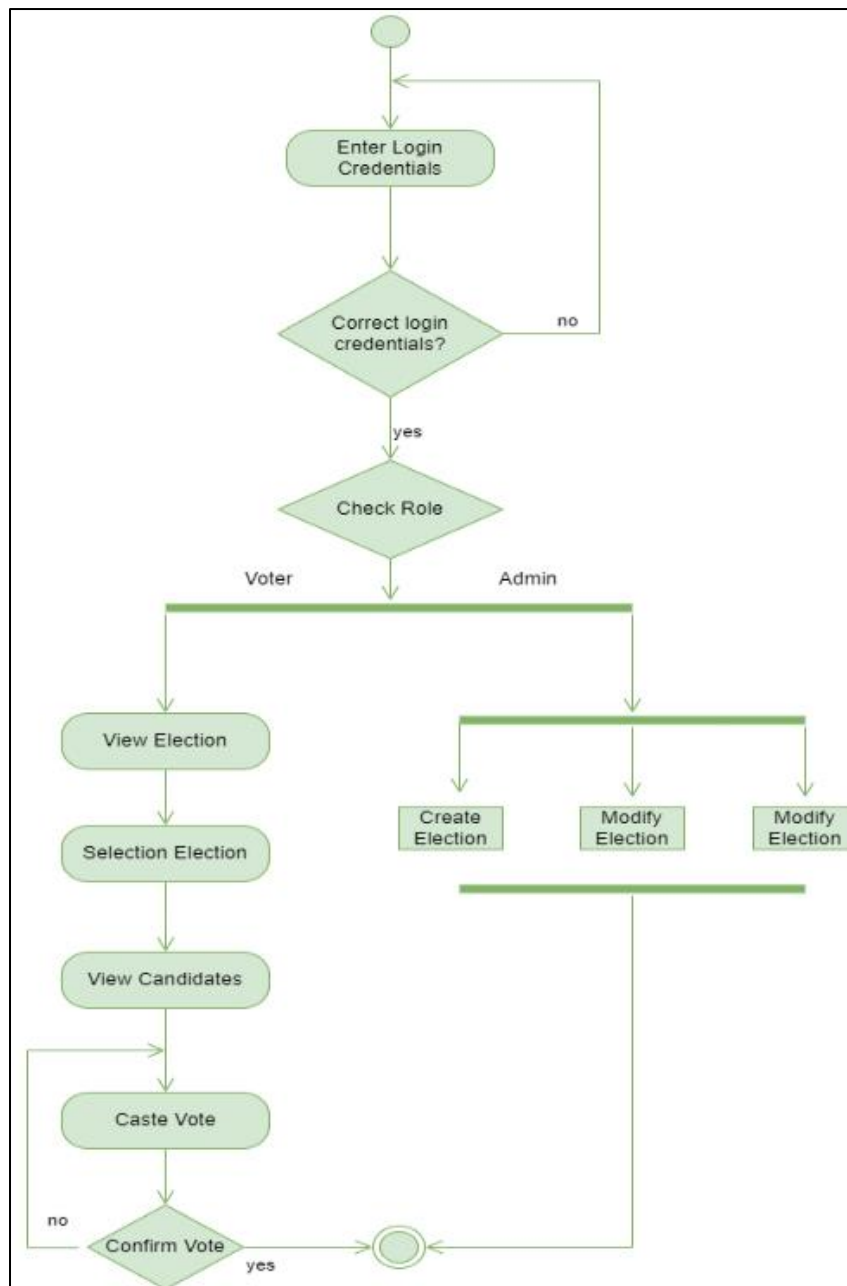 Enter Login
Credentials
Correct login
credentials?
no
yes
Check Role
Voter
Admin
View Election
Selection Election
View Candidates
Caste Vote
no
Confirm Vote
yes
Create
Election
Modify
Election
Modify
Election